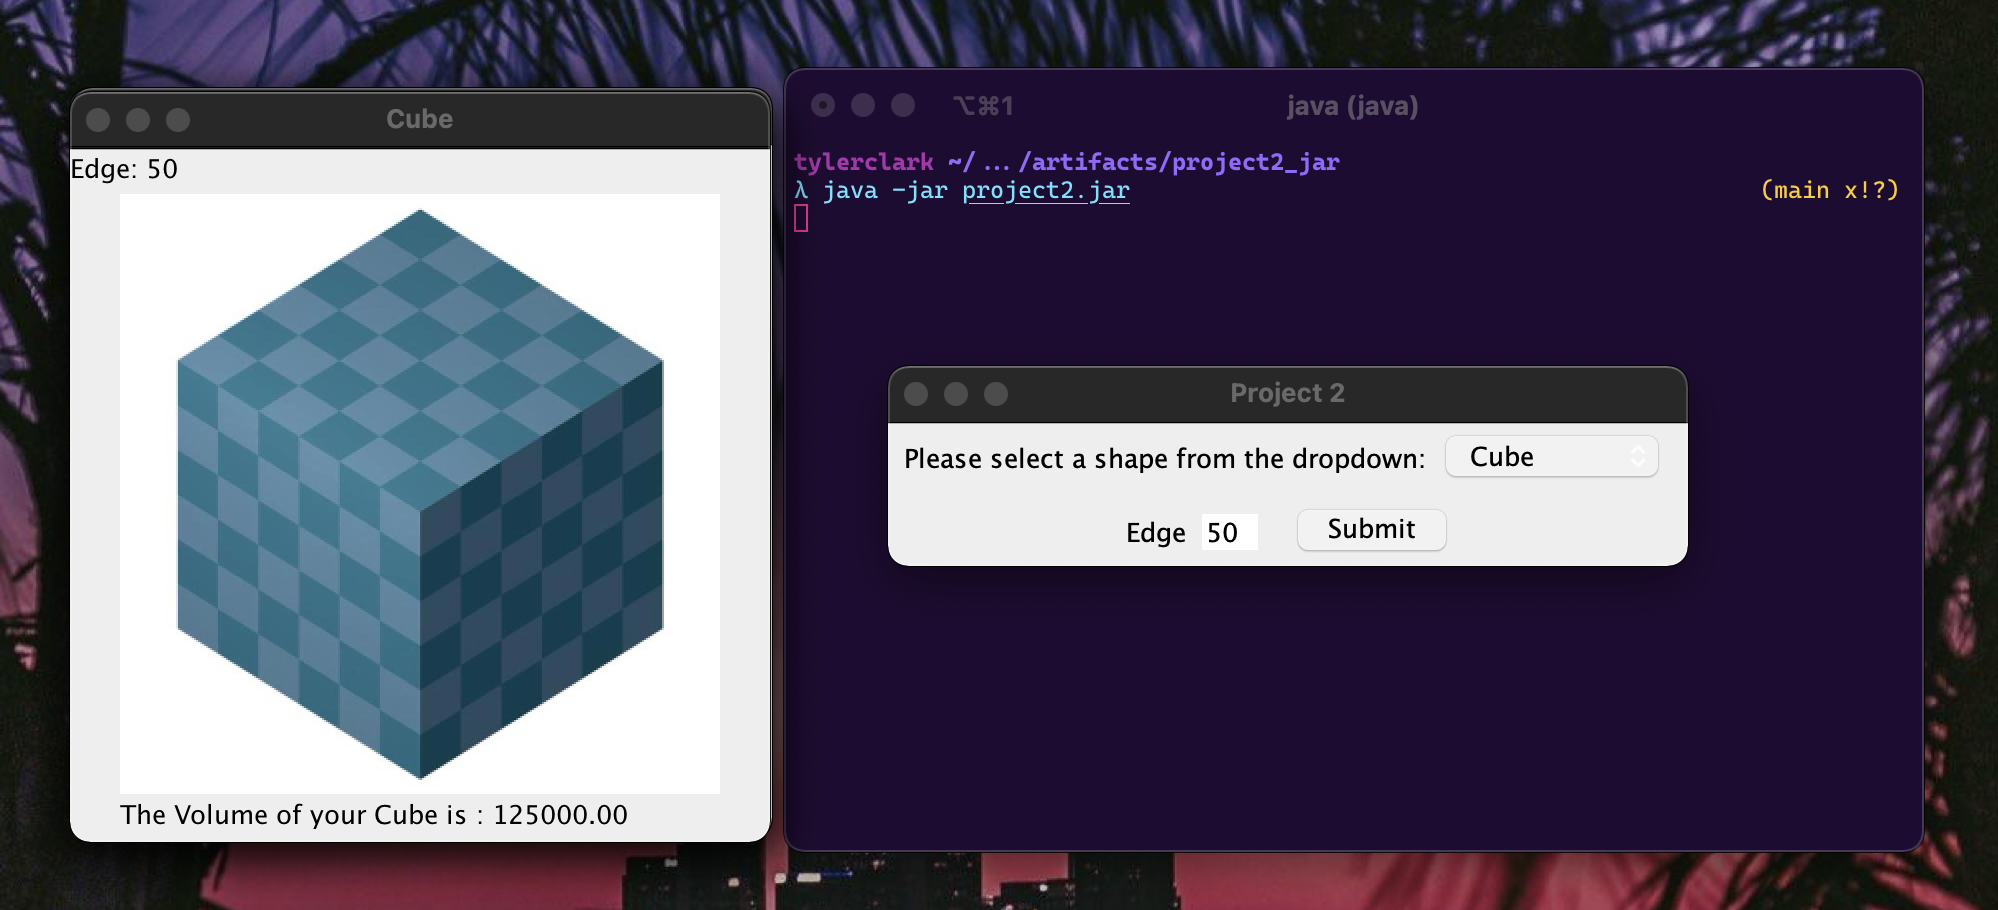 Cube
Edge: 50
The Volume of your Cube is : 125000.00
⌥⌘1 java (java)
tylerclark ~/ … /artifacts/project2_jar
λ java -jar project2.jar (main x!?)
Project 2
Please select a shape from the dropdown: Cube
Edge 50 Submit